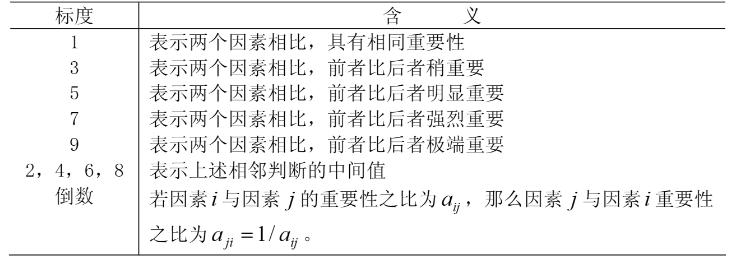 标度 含 义
1 表示两个因素相比，具有相同重要性
3 表示两个因素相比，前者比后者稍重要
5 表示两个因素相比，前者比后者明显重要
7 表示两个因素相比，前者比后者强烈重要
9 表示两个因素相比，前者比后者极端重要
2，4，6，8 表示上述相邻判断的中间值
倒数 若因素 i 与因素 j 的重要性之比为 a_{ij}，那么因素 j 与因素 i 重要性
之比为 a_{ji} = 1/a_{ij}。